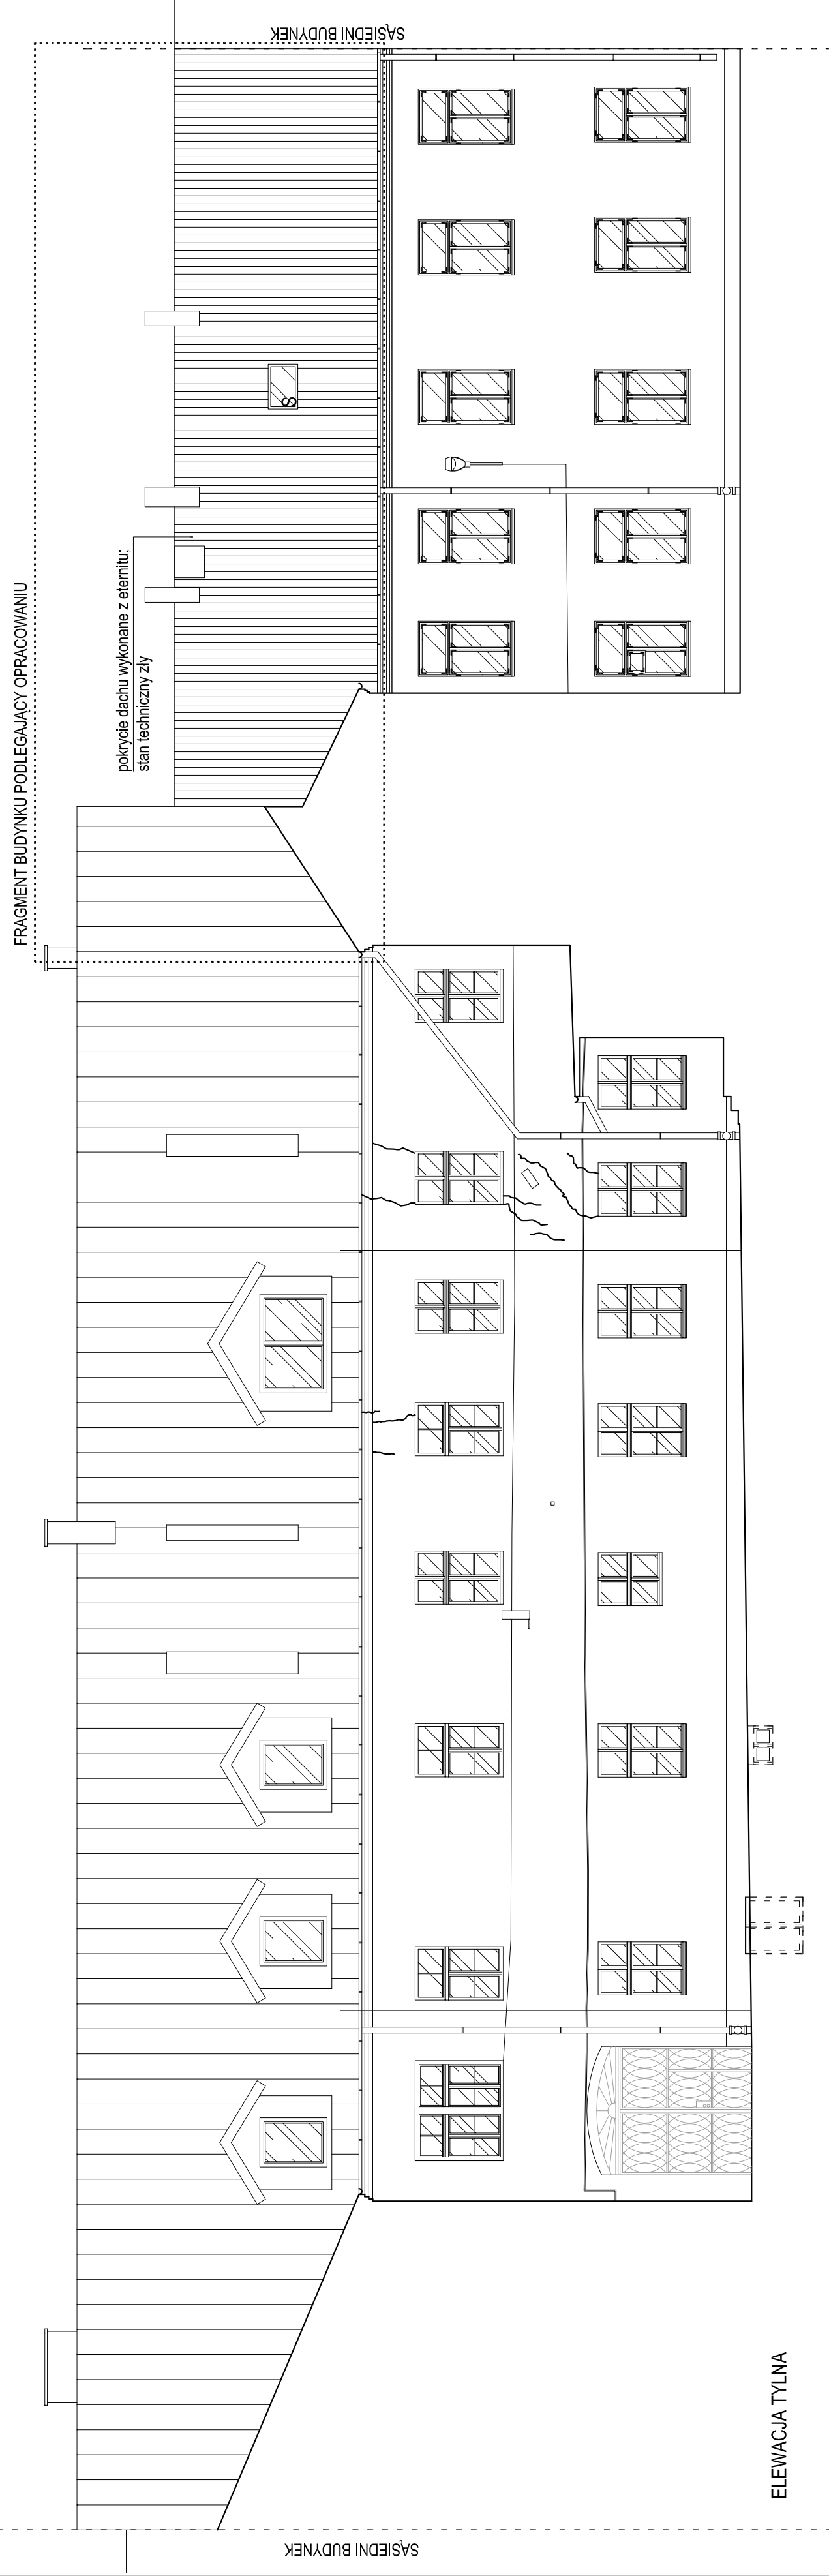 FRAGMENT BUDYNKU PODLEGAJĄCY OPRACOWANIU
SĄSIEDNI BUDYNEK
pokrycie dachu wykonane z eternitu;
stan techniczny zły
S
SĄSIEDNI BUDYNEK
ELEWACJA TYLNA